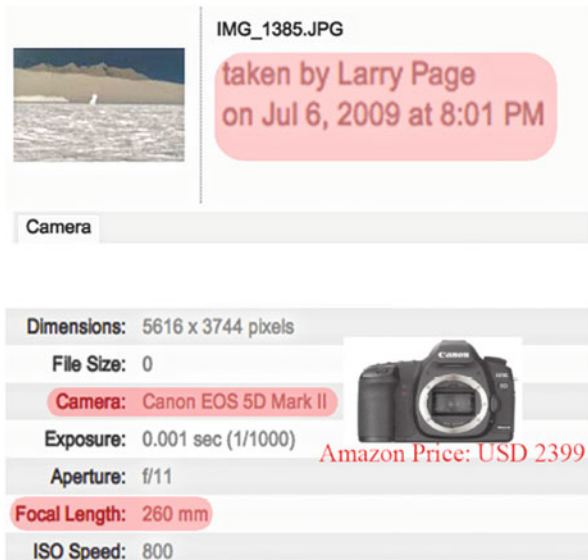 IMG_1385.JPG
taken by Larry Page
on Jul 6, 2009 at 8:01 PM
Camera
Dimensions: 5616 x 3744 pixels
File Size: 0
Camera: Canon EOS 5D Mark II
Canon
Exposure: 0.001 sec (1/1000)
Amazon Price: USD 2399
Aperture: f/11
Focal Length: 260 mm
ISO Speed: 800